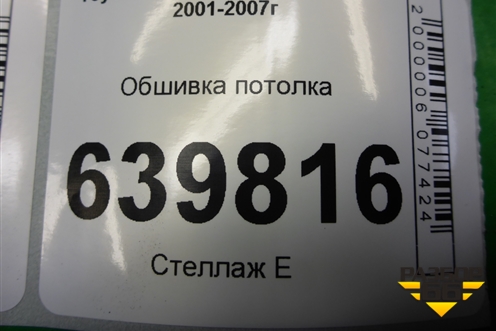 2001-2007г
Обшивка потолка
639816
Стеллаж Е
2000006077424